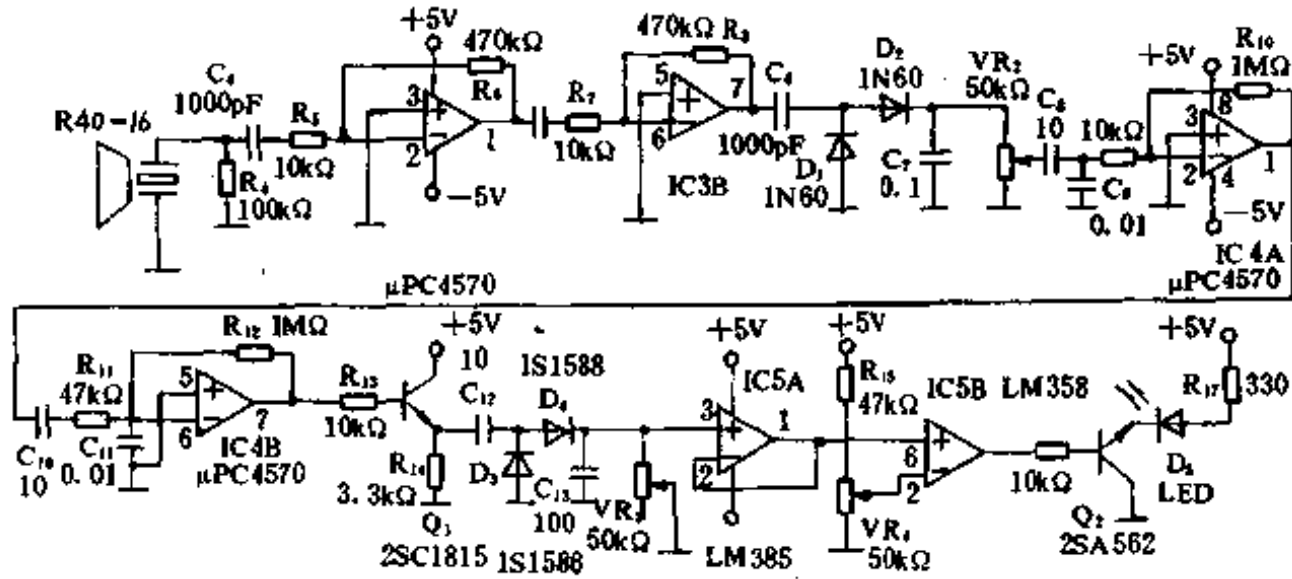 +5V
470kΩ
R₆
C₄
1000pF
R40-16
R₅
10kΩ
R₄
100kΩ
3
2
1
+
−
−5V
R₇
10kΩ
470kΩ R₈
5
6
7
+
−
IC3B
C₆
1000pF
D₂
1N60
D₁
1N60
C₇
0.1
VR₂
50kΩ
C₈
10
10kΩ
0.01
+5V
R₁₀
1MΩ
8
3
2
4
1
+
−
−5V
IC4A
μPC4570
μPC4570
C₁₀
10
R₁₁
47kΩ
C₁₁
0.01
R₁₂ 1MΩ
5
6
7
+
−
IC4B
μPC4570
R₁₃
10kΩ
+5V
10
C₁₂
R₁₄
3.3kΩ
2SC1815
1S1588
D₄
D₃
1S1588
C₁₃
100
50kΩ
+5V
IC5A
3
2
1
+
−
LM385
+5V
R₁₅
47kΩ
VR₄
50kΩ
IC5B LM358
6
2
+
−
10kΩ
Q₂
2SA562
+5V
R₁₇
330
LED